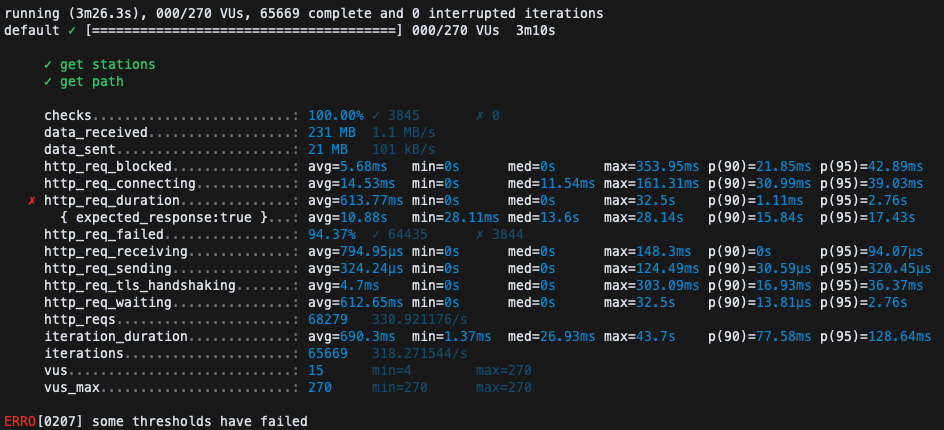 running (3m26.3s), 000/270 VUs, 65669 complete and 0 interrupted iterations
default ✓ [======================================] 000/270 VUs  3m10s
✓ get stations
✓ get path
checks.........................: 100.00% ✓ 3845 ✗ 0
data_received..................: 231 MB 1.1 MB/s
data_sent......................: 21 MB 101 kB/s
http_req_blocked...............: avg=5.68ms min=0s med=0s max=353.95ms p(90)=21.85ms p(95)=42.89ms
http_req_connecting............: avg=14.53ms min=0s med=11.54ms max=161.31ms p(90)=30.99ms p(95)=39.03ms
✗ http_req_duration..............: avg=613.77ms min=0s med=0s max=32.5s p(90)=1.11ms p(95)=2.76s
{ expected_response:true }...: avg=10.88s min=28.11ms med=13.6s max=28.14s p(90)=15.84s p(95)=17.43s
http_req_failed................: 94.37% ✓ 64435 ✗ 3844
http_req_receiving.............: avg=794.95µs min=0s med=0s max=148.3ms p(90)=0s p(95)=94.07µs
http_req_sending...............: avg=324.24µs min=0s med=0s max=124.49ms p(90)=30.59µs p(95)=320.45µs
http_req_tls_handshaking.......: avg=4.7ms min=0s med=0s max=303.09ms p(90)=16.93ms p(95)=36.37ms
http_req_waiting...............: avg=612.65ms min=0s med=0s max=32.5s p(90)=13.81µs p(95)=2.76s
http_reqs......................: 68279 330.921176/s
iteration_duration.............: avg=690.3ms min=1.37ms med=26.93ms max=43.7s p(90)=77.58ms p(95)=128.64ms
iterations.....................: 65669 318.271544/s
vus............................: 15 min=4 max=270
vus_max........................: 270 min=270 max=270
ERRO[0207] some thresholds have failed